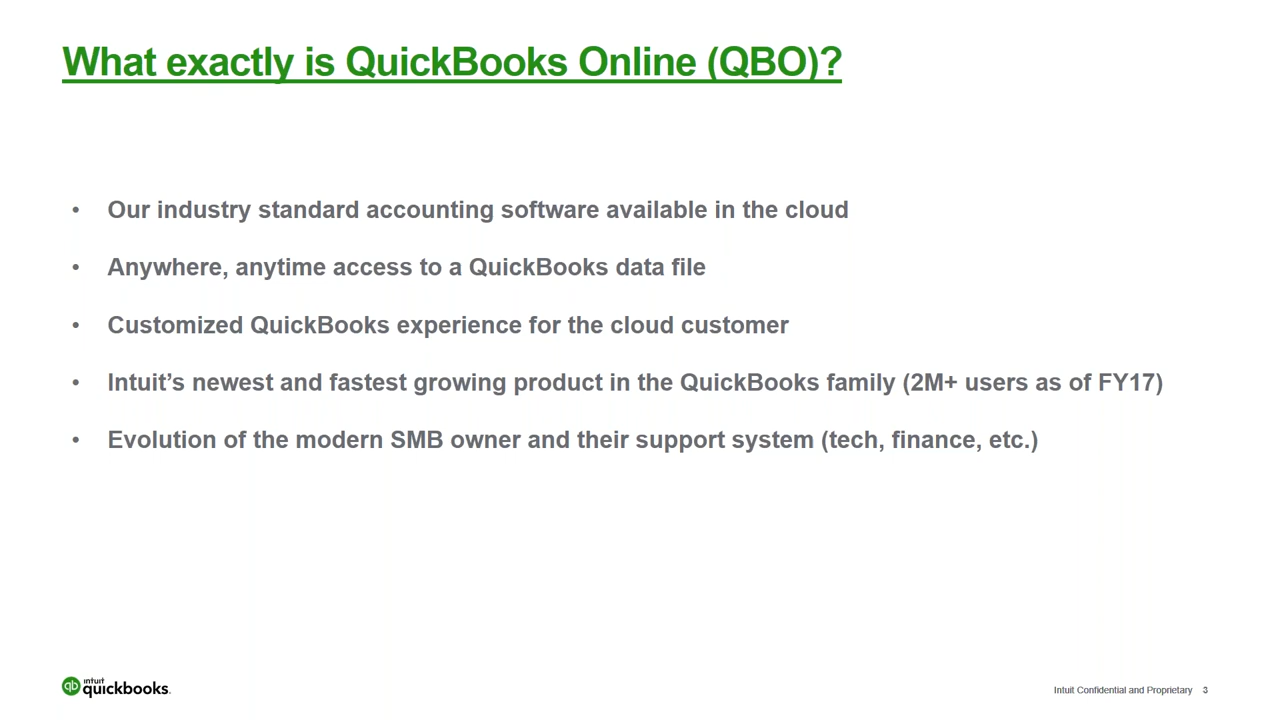 What exactly is QuickBooks Online (QBO)?
• Our industry standard accounting software available in the cloud
• Anywhere, anytime access to a QuickBooks data file
• Customized QuickBooks experience for the cloud customer
• Intuit’s newest and fastest growing product in the QuickBooks family (2M+ users as of FY17)
• Evolution of the modern SMB owner and their support system (tech, finance, etc.)
qb intuit quickbooks.
Intuit Confidential and Proprietary 3